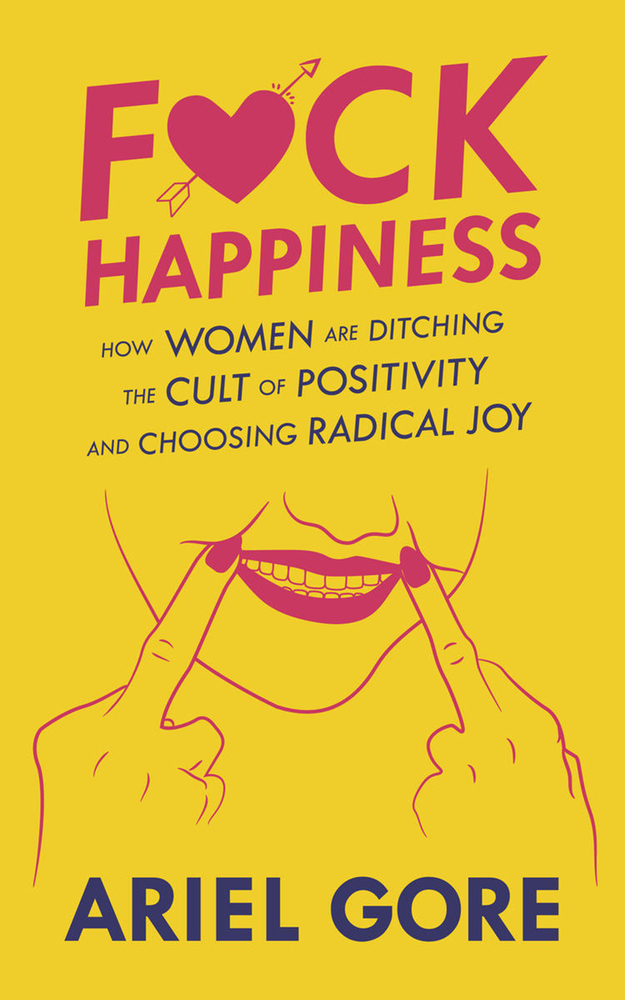 F♥CK
HAPPINESS
HOW WOMEN ARE DITCHING
THE CULT OF POSITIVITY
AND CHOOSING RADICAL JOY
ARIEL GORE